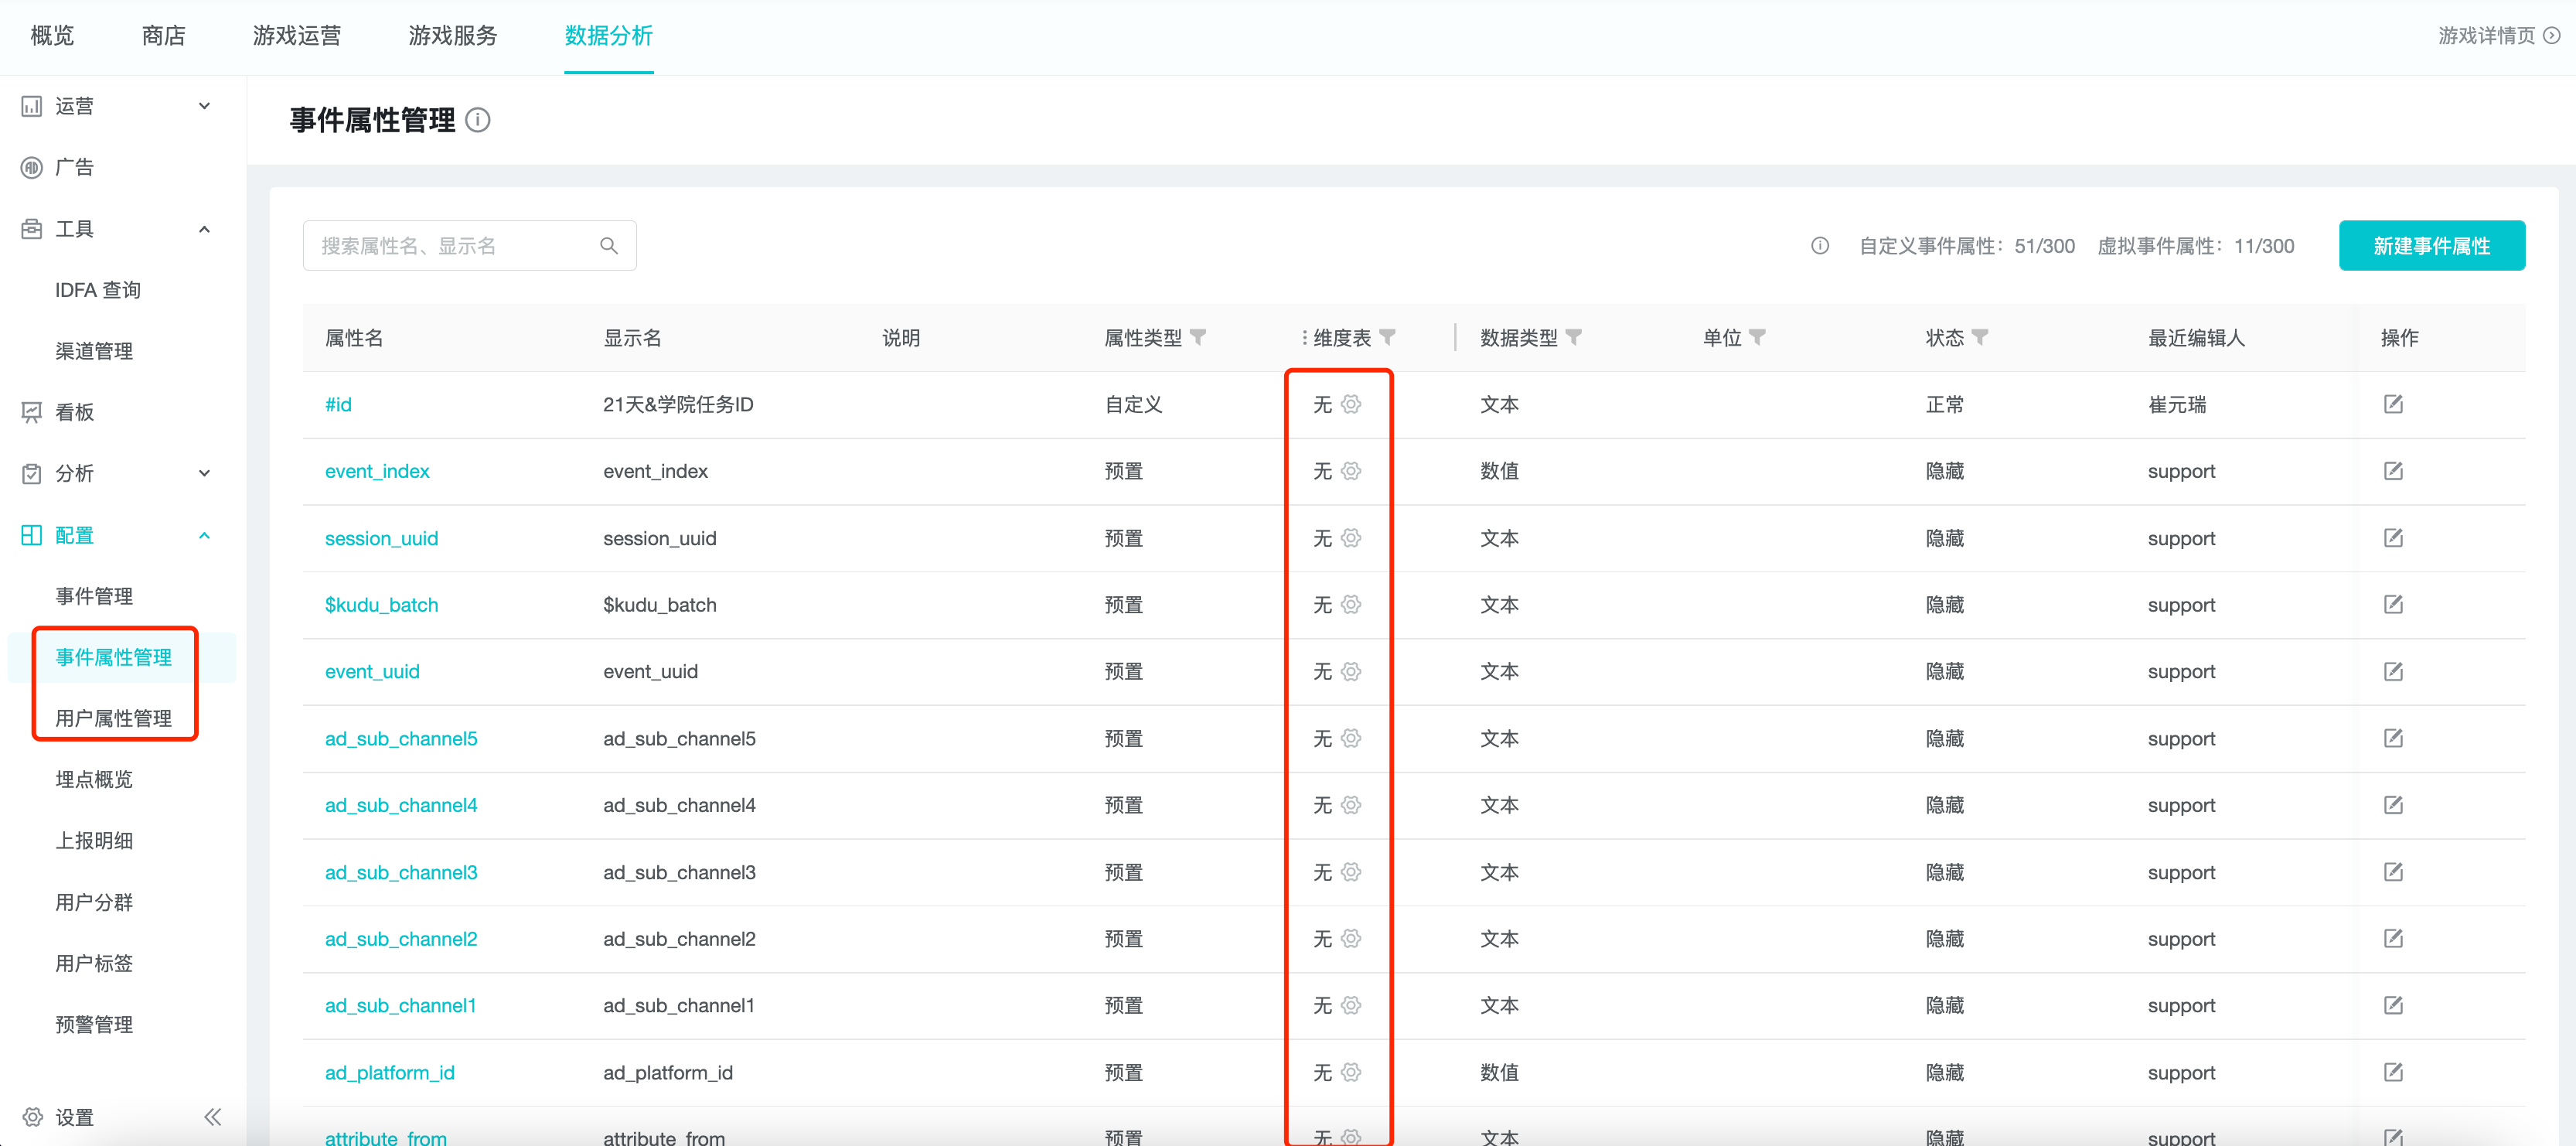 概览 商店 游戏运营 游戏服务 数据分析 游戏详情页
运营
广告
工具
IDFA 查询
渠道管理
看板
分析
配置
事件管理
事件属性管理
用户属性管理
埋点概览
上报明细
用户分群
用户标签
预警管理
设置
事件属性管理
搜索属性名、显示名 自定义事件属性：51/300 虚拟事件属性：11/300 新建事件属性
属性名 显示名 说明 属性类型 维度表 数据类型 单位 状态 最近编辑人 操作
#id 21天&学院任务ID 自定义 无 文本 正常 崔元瑞
event_index event_index 预置 无 数值 隐藏 support
session_uuid session_uuid 预置 无 文本 隐藏 support
$kudu_batch $kudu_batch 预置 无 文本 隐藏 support
event_uuid event_uuid 预置 无 文本 隐藏 support
ad_sub_channel5 ad_sub_channel5 预置 无 文本 隐藏 support
ad_sub_channel4 ad_sub_channel4 预置 无 文本 隐藏 support
ad_sub_channel3 ad_sub_channel3 预置 无 文本 隐藏 support
ad_sub_channel2 ad_sub_channel2 预置 无 文本 隐藏 support
ad_sub_channel1 ad_sub_channel1 预置 无 文本 隐藏 support
ad_platform_id ad_platform_id 预置 无 数值 隐藏 support
attribute_from attribute_from 预置 无 文本 隐藏 support